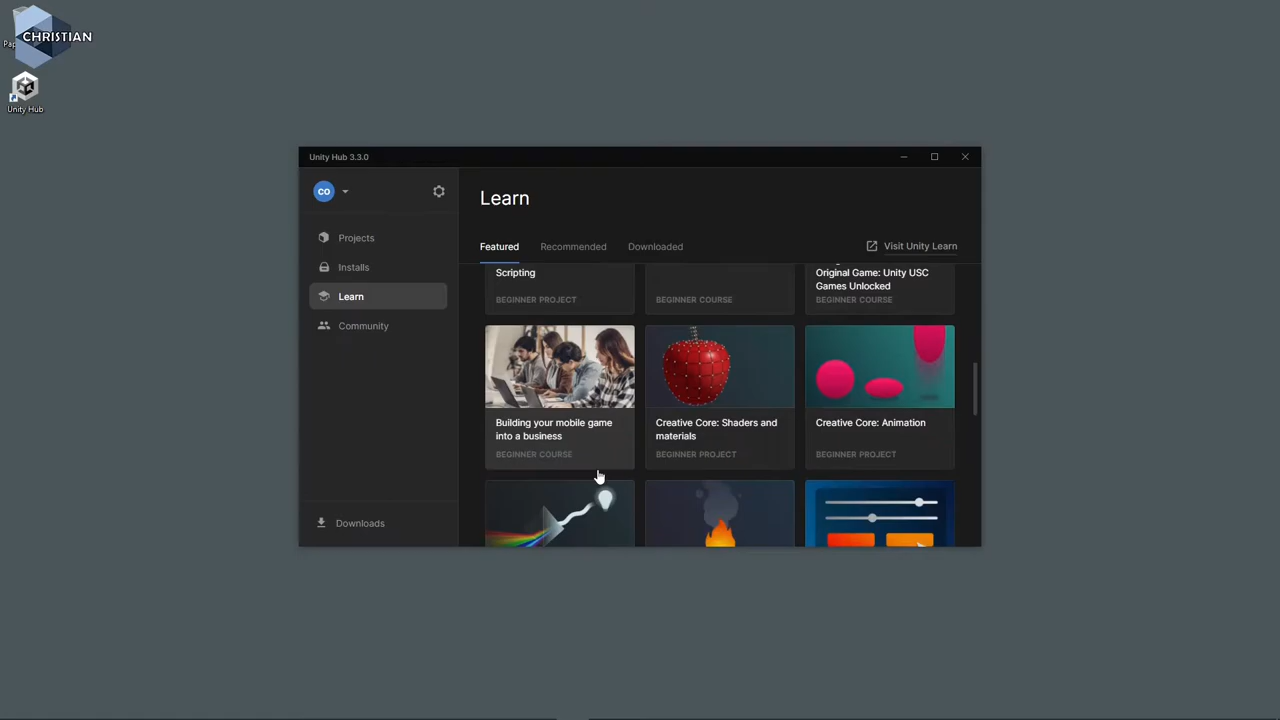 CHRISTIAN
Unity Hub
Unity Hub 3.3.0
CO
Projects
Installs
Learn
Community
Downloads
Learn
Featured
Recommended
Downloaded
Visit Unity Learn
Scripting
BEGINNER PROJECT
BEGINNER COURSE
Original Game: Unity USC
Games Unlocked
BEGINNER COURSE
Building your mobile game
into a business
BEGINNER COURSE
Creative Core: Shaders and
materials
BEGINNER PROJECT
Creative Core: Animation
BEGINNER PROJECT